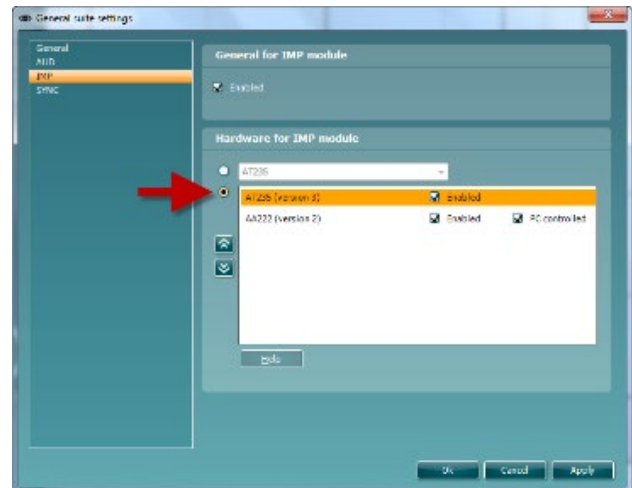 General suite settings
General
AUD
IMP
SYNC
General for IMP module
Enabled
Hardware for IMP module
AT235
AT235 (version 3) Enabled
AA222 (version 2) Enabled PC controlled
Help
Ok Cancel Apply